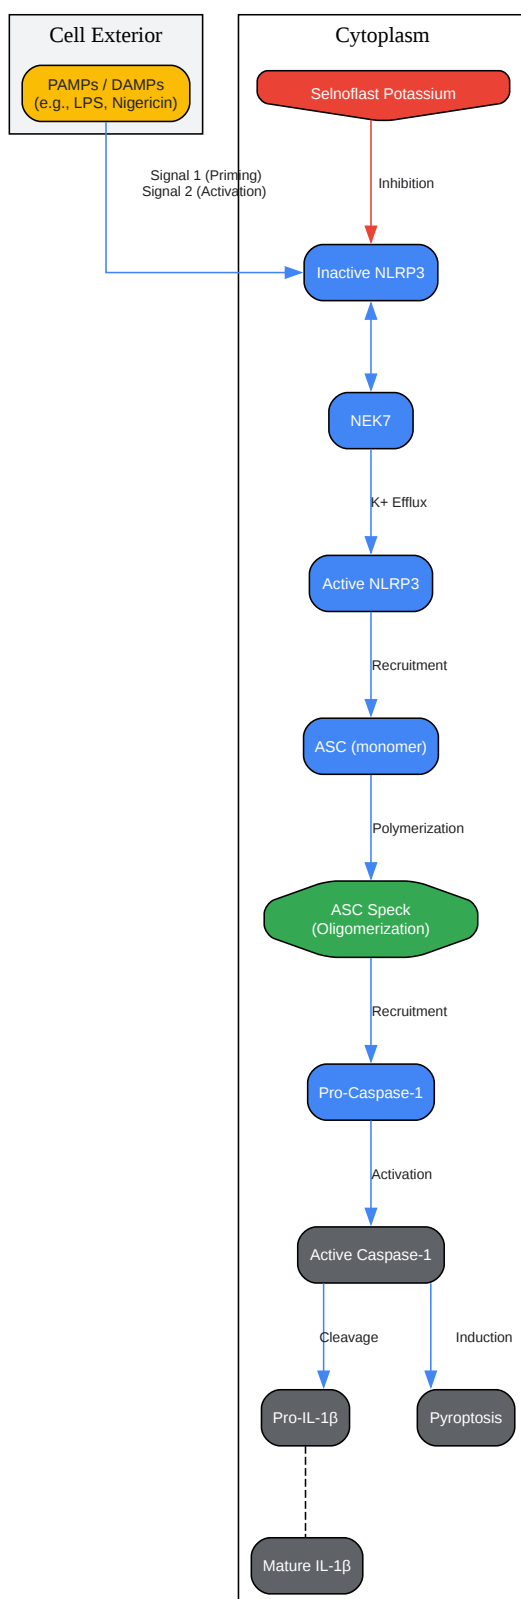 Cell Exterior
PAMPs / DAMPs
(e.g., LPS, Nigericin)
Cytoplasm
Selnoflast Potassium
Signal 1 (Priming)
Signal 2 (Activation)
Inhibition
Inactive NLRP3
NEK7
K+ Efflux
Active NLRP3
Recruitment
ASC (monomer)
Polymerization
ASC Speck
(Oligomerization)
Recruitment
Pro-Caspase-1
Activation
Active Caspase-1
Cleavage
Induction
Pro-IL-1β
Pyroptosis
Mature IL-1β